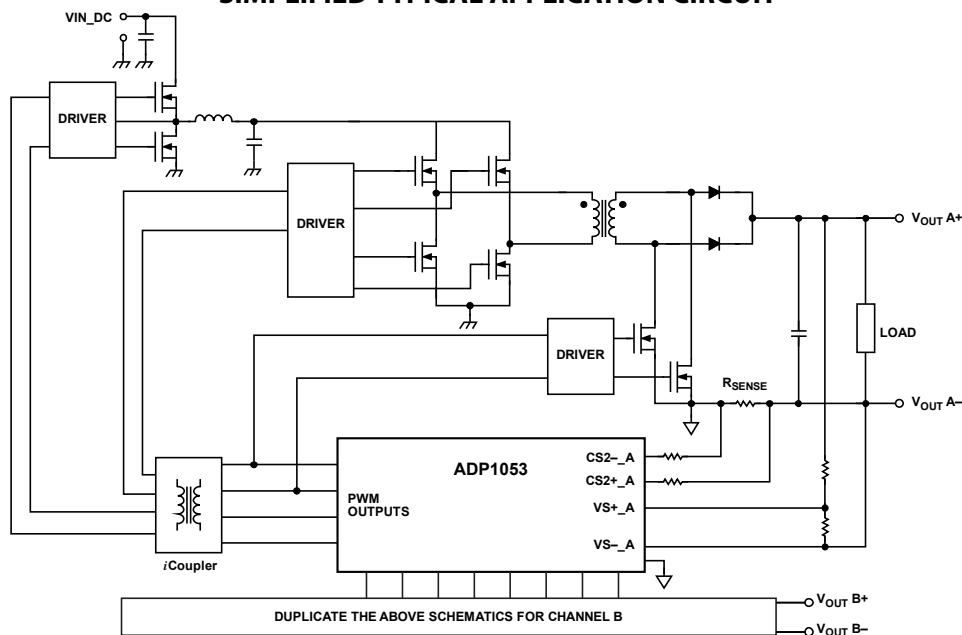 SIMPLIFIED TYPICAL APPLICATION CIRCUIT
VIN_DC
DRIVER
DRIVER
VOUT A+
DRIVER
LOAD
RSENSE
VOUT A–
ADP1053
CS2–_A
CS2+_A
PWM
OUTPUTS
VS+_A
VS–_A
iCoupler
DUPLICATE THE ABOVE SCHEMATICS FOR CHANNEL B
VOUT B+
VOUT B–